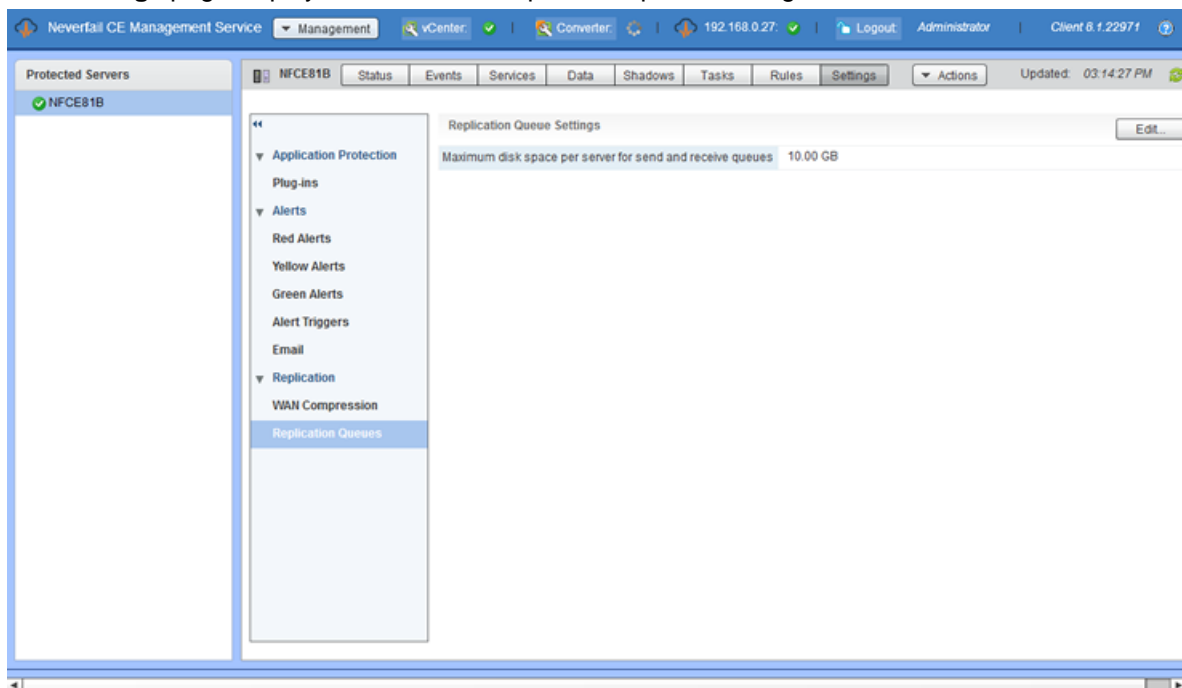 Neverfail CE Management Service Management vCenter: | Converter: | 192.168.0.27: | Logout: Administrator | Client 6.1.22971
Protected Servers
NFCE81B
NFCE81B Status Events Services Data Shadows Tasks Rules Settings Actions Updated: 03:14:27 PM
Replication Queue Settings
Edit...
Maximum disk space per server for send and receive queues 10.00 GB
Application Protection
Plug-ins
Alerts
Red Alerts
Yellow Alerts
Green Alerts
Alert Triggers
Email
Replication
WAN Compression
Replication Queues